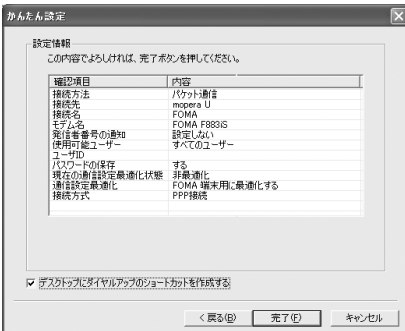 かんたん設定
設定情報
この内容でよろしければ、完了ボタンを押してください。
確認項目 内容
接続方法 パケット通信
接続先 mopera U
接続名 FOMA
モデム名 FOMA F883iS
発信者番号の通知 設定しない
使用可能ユーザー すべてのユーザー
ユーザID
パスワードの保存 する
現在の通信設定最適化状態 非最適化
通信設定最適化 FOMA 端末用に最適化する
接続方式 PPP接続
デスクトップにダイヤルアップのショートカットを作成する
< 戻る(B) 完了(F) キャンセル